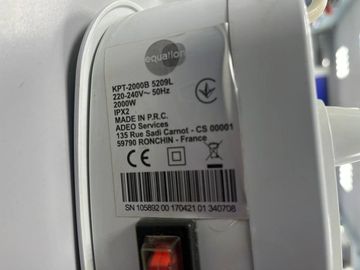 equation
KPT-2000B 5209L
220-240V~ 50Hz
2000W
IPX2
MADE IN P.R.C.
ADEO Services
135 Rue Sadi Carnot - CS 00001
59790 RONCHIN - France
SN 105892 00 170421 01 340708